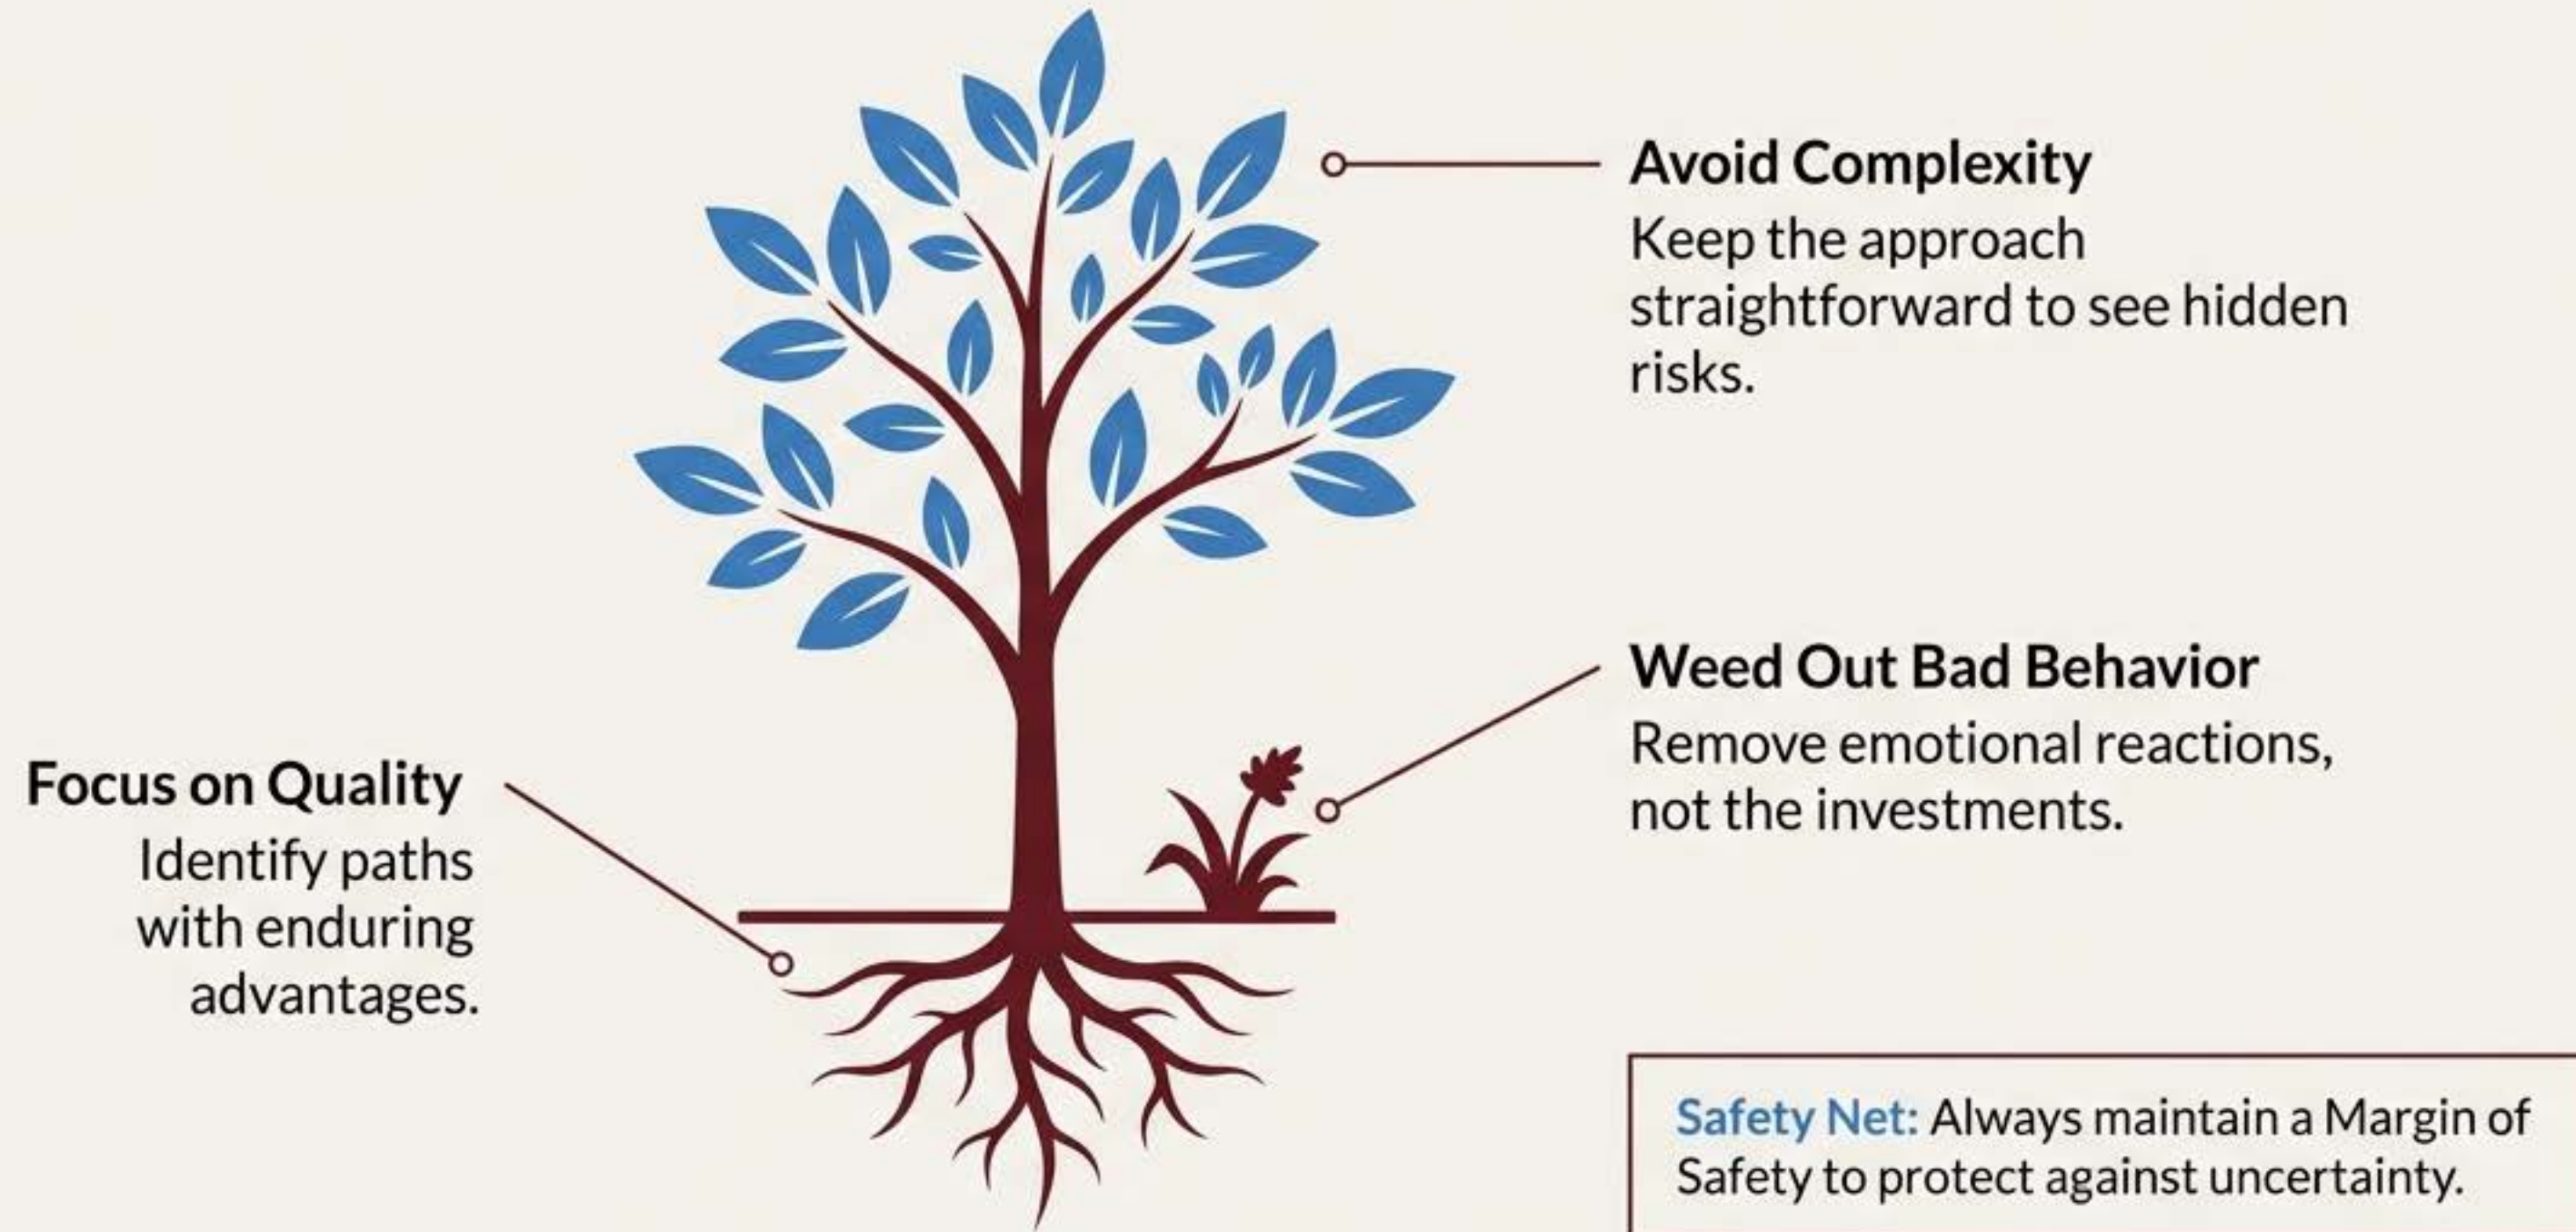 Avoid Complexity
Keep the approach
straightforward to see hidden
risks.
Weed Out Bad Behavior
Remove emotional reactions,
not the investments.
Focus on Quality
Identify paths
with enduring
advantages.
Safety Net: Always maintain a Margin of
Safety to protect against uncertainty.